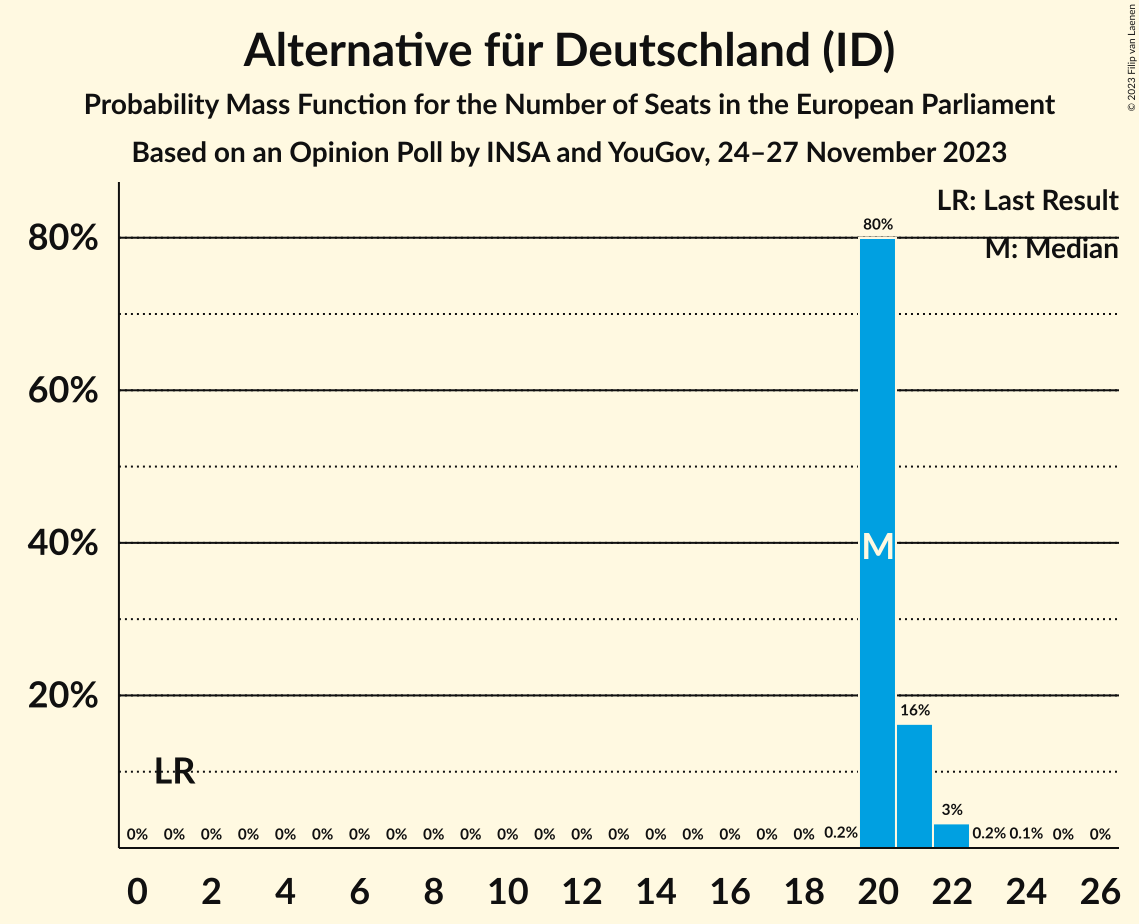 Alternative für Deutschland (ID)
Probability Mass Function for the Number of Seats in the European Parliament
Based on an Opinion Poll by INSA and YouGov, 24–27 November 2023
© 2023 Filip van Laenen
LR: Last Result
M: Median
80%
60%
40%
20%
80%
M
16%
LR
3%
0% 0% 0% 0% 0% 0% 0% 0% 0% 0% 0% 0% 0% 0% 0% 0% 0% 0% 0% 0.2% 0.2% 0.1% 0% 0%
0 2 4 6 8 10 12 14 16 18 20 22 24 26